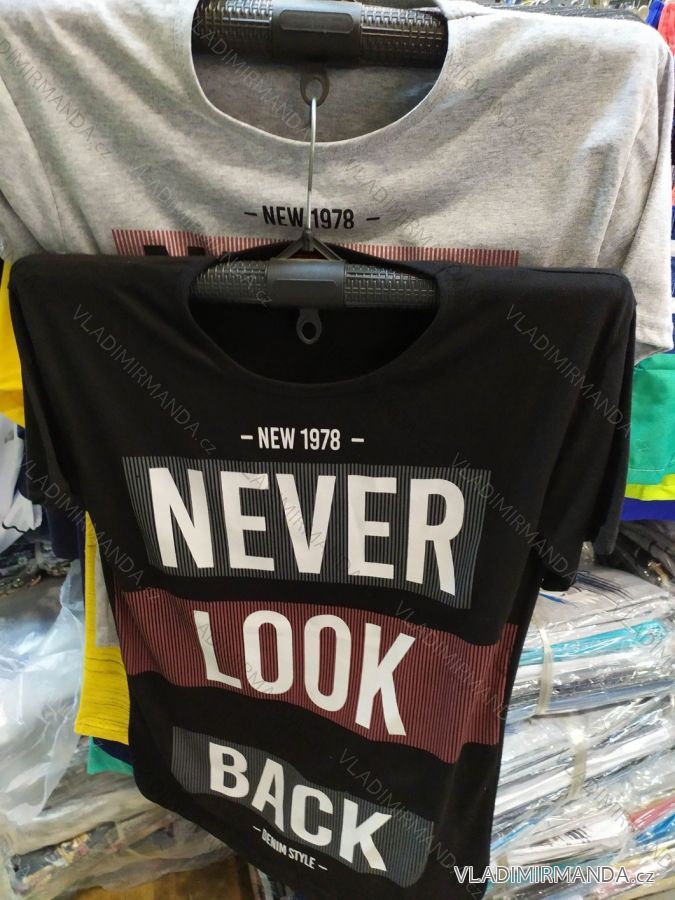 – NEW 1978 –
– NEW 1978 –
NEVER
LOOK
BACK
– DENIM STYLE –
VLADIMIRMANDA.cz